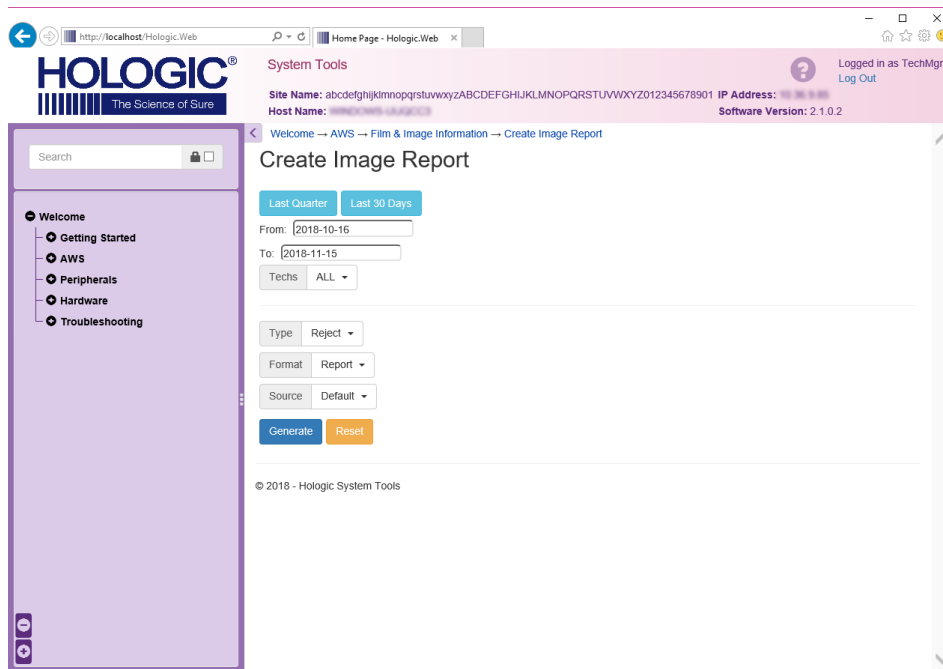 http://localhost/Hologic.Web
Home Page - Hologic.Web
HOLOGIC®
The Science of Sure
System Tools
Logged in as TechMgr
Log Out
Site Name: abcdefghijklmnopqrstuvwxyzABCDEFGHIJKLMNOPQRSTUVWXYZ012345678901 IP Address:
Host Name:
Software Version: 2.1.0.2
Welcome → AWS → Film & Image Information → Create Image Report
Search
Create Image Report
Last Quarter Last 30 Days
From: 2018-10-16
To: 2018-11-15
Techs ALL
Type Reject
Format Report
Source Default
Generate Reset
© 2018 - Hologic System Tools
Welcome
Getting Started
AWS
Peripherals
Hardware
Troubleshooting